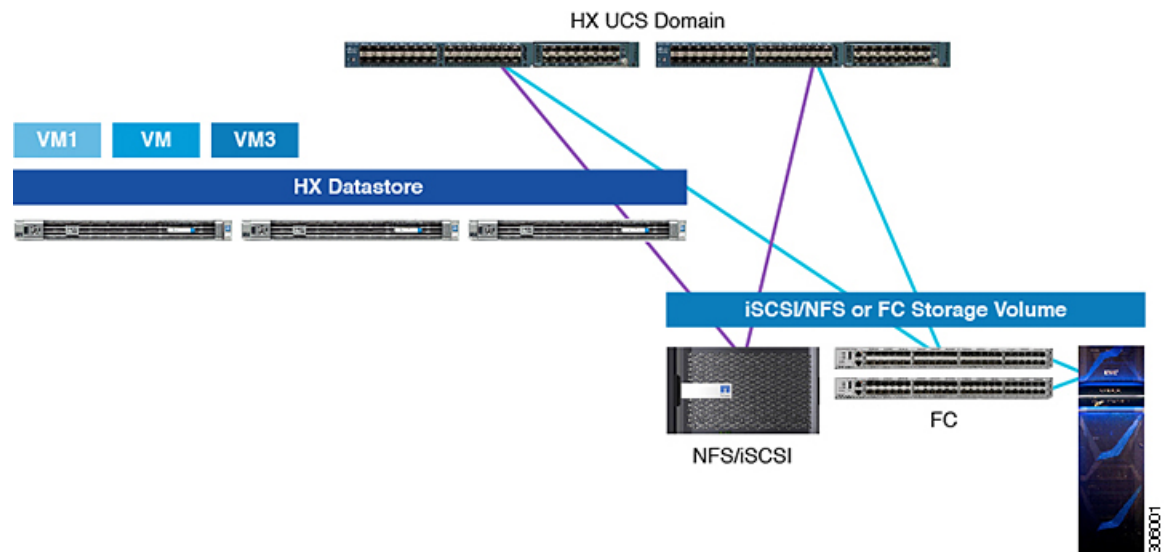 HX UCS Domain
VM1
VM
VM3
HX Datastore
iSCSI/NFS or FC Storage Volume
FC
NFS/iSCSI
306001